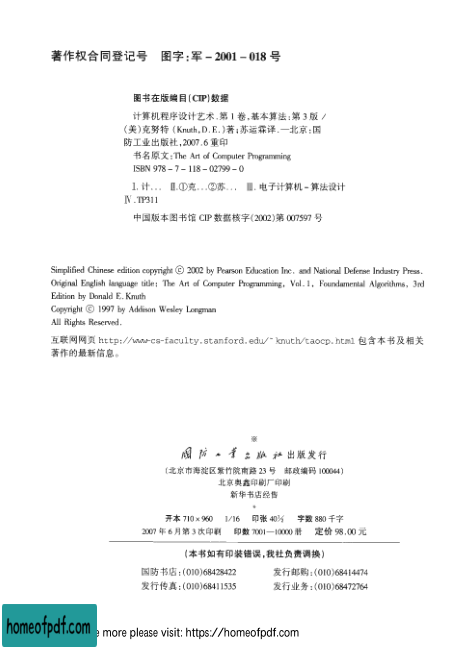 著作权合同登记号 图字:军-2001-018 号
图书在版编目(CIP)数据
计算机程序设计艺术.第 1 卷,基本算法:第 3 版 /
(美)克努特 (Knuth,D.E.)著;苏运霖译.—北京:国
防工业出版社,2007.6 重印
书名原文:The Art of Computer Programming
ISBN 978-7-118-02799-0
Ⅰ. 计... Ⅱ.①克...②苏... Ⅲ. 电子计算机-算法设计
Ⅳ.TP311
中国版本图书馆 CIP 数据核字(2002)第 007597 号
Simplified Chinese edition copyright © 2002 by Pearson Education Inc. and National Defense Industry Press.
Original English language title: The Art of Computer Programming, Vol.1, Foundamental Algorithms, 3rd
Edition by Donald E.Knuth
Copyright © 1997 by Addison Wesley Longman
All Rights Reserved.
互联网网页 http://www-cs-faculty.stanford.edu/~knuth/taocp.html 包含本书及相关
著作的最新信息。
国防工业出版社 出版发行
(北京市海淀区紫竹院南路 23 号 邮政编码 100044)
北京奥鑫印刷厂印刷
新华书店经售
*
开本 710×960 1/16 印张 40½ 字数 880 千字
2007 年 6 月第 3 次印刷 印数 7001—10000 册 定价 98.00 元
(本书如有印装错误,我社负责调换)
国防书店:(010)68428422 发行邮购:(010)68414474
发行传真:(010)68411535 发行业务:(010)68472764
homeofpdf.com
e more please visit: https://homeofpdf.com